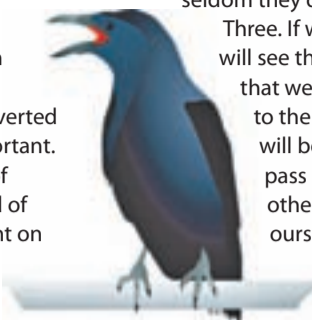 n
verted
rtant.
f
l of
nt on
seldom they
Three. If w
will see th
that we
to the
will be
pass
othe
ours